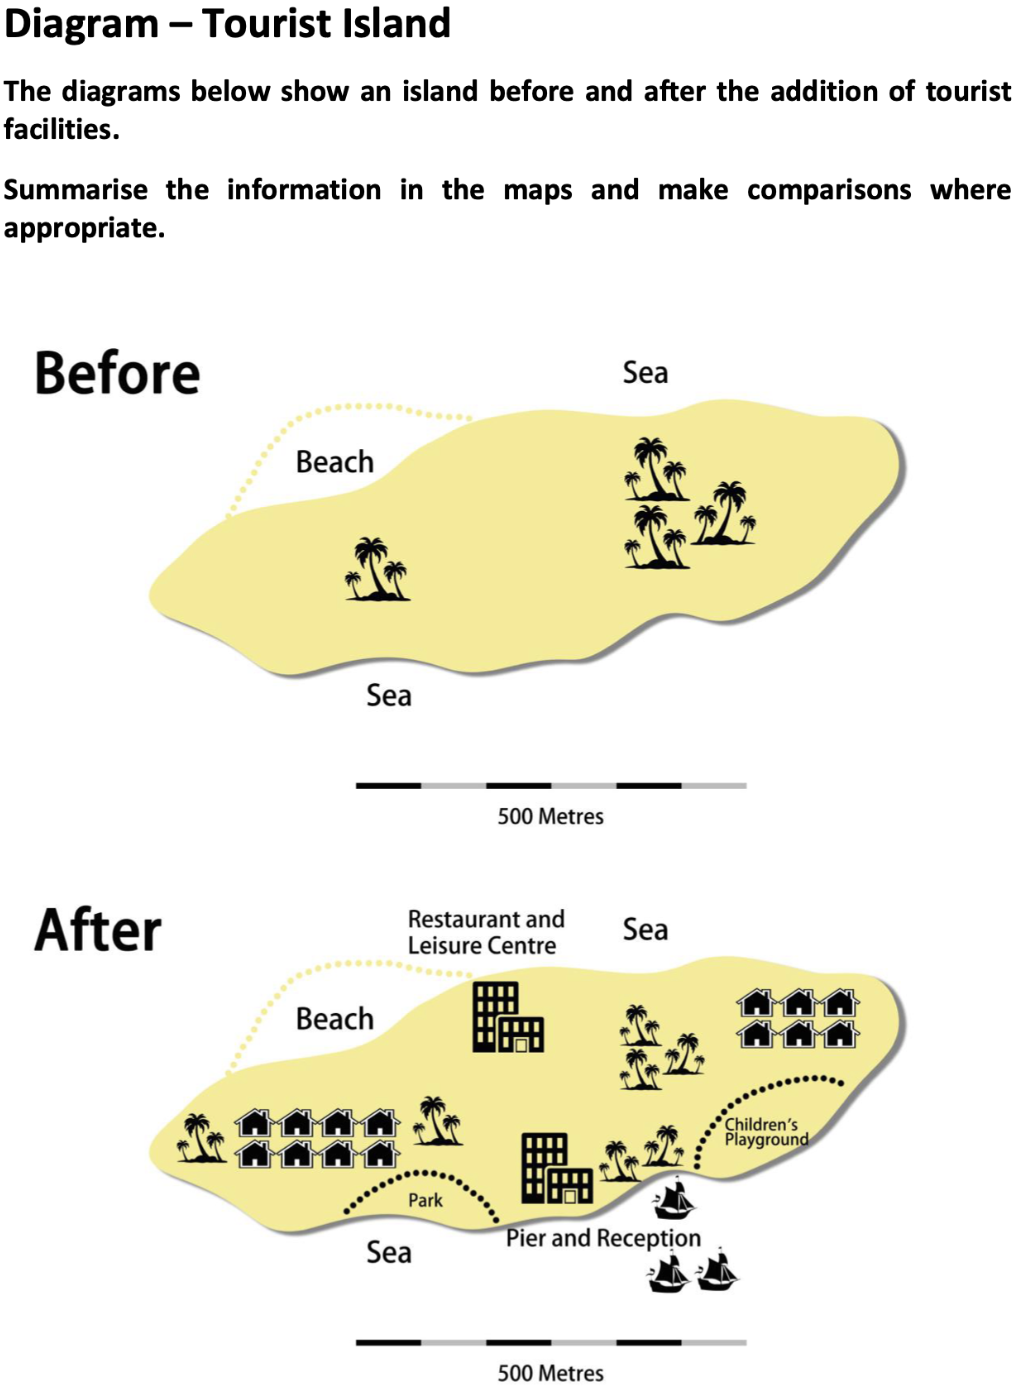 Diagram – Tourist Island
The diagrams below show an island before and after the addition of tourist
facilities.
Summarise the information in the maps and make comparisons where
appropriate.
Before
Sea
Beach
Sea
500 Metres
After
Restaurant and
Leisure Centre
Sea
Beach
Children's
Playground
Park
Pier and Reception
Sea
500 Metres